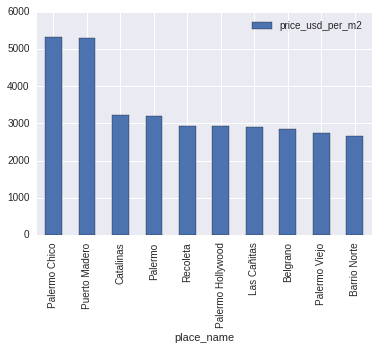 6000
5000
4000
3000
2000
1000
0
price_usd_per_m2
Palermo Chico
Puerto Madero
Catalinas
Palermo
Recoleta
Palermo Hollywood
Las Cañitas
Belgrano
Palermo Viejo
Barrio Norte
place_name